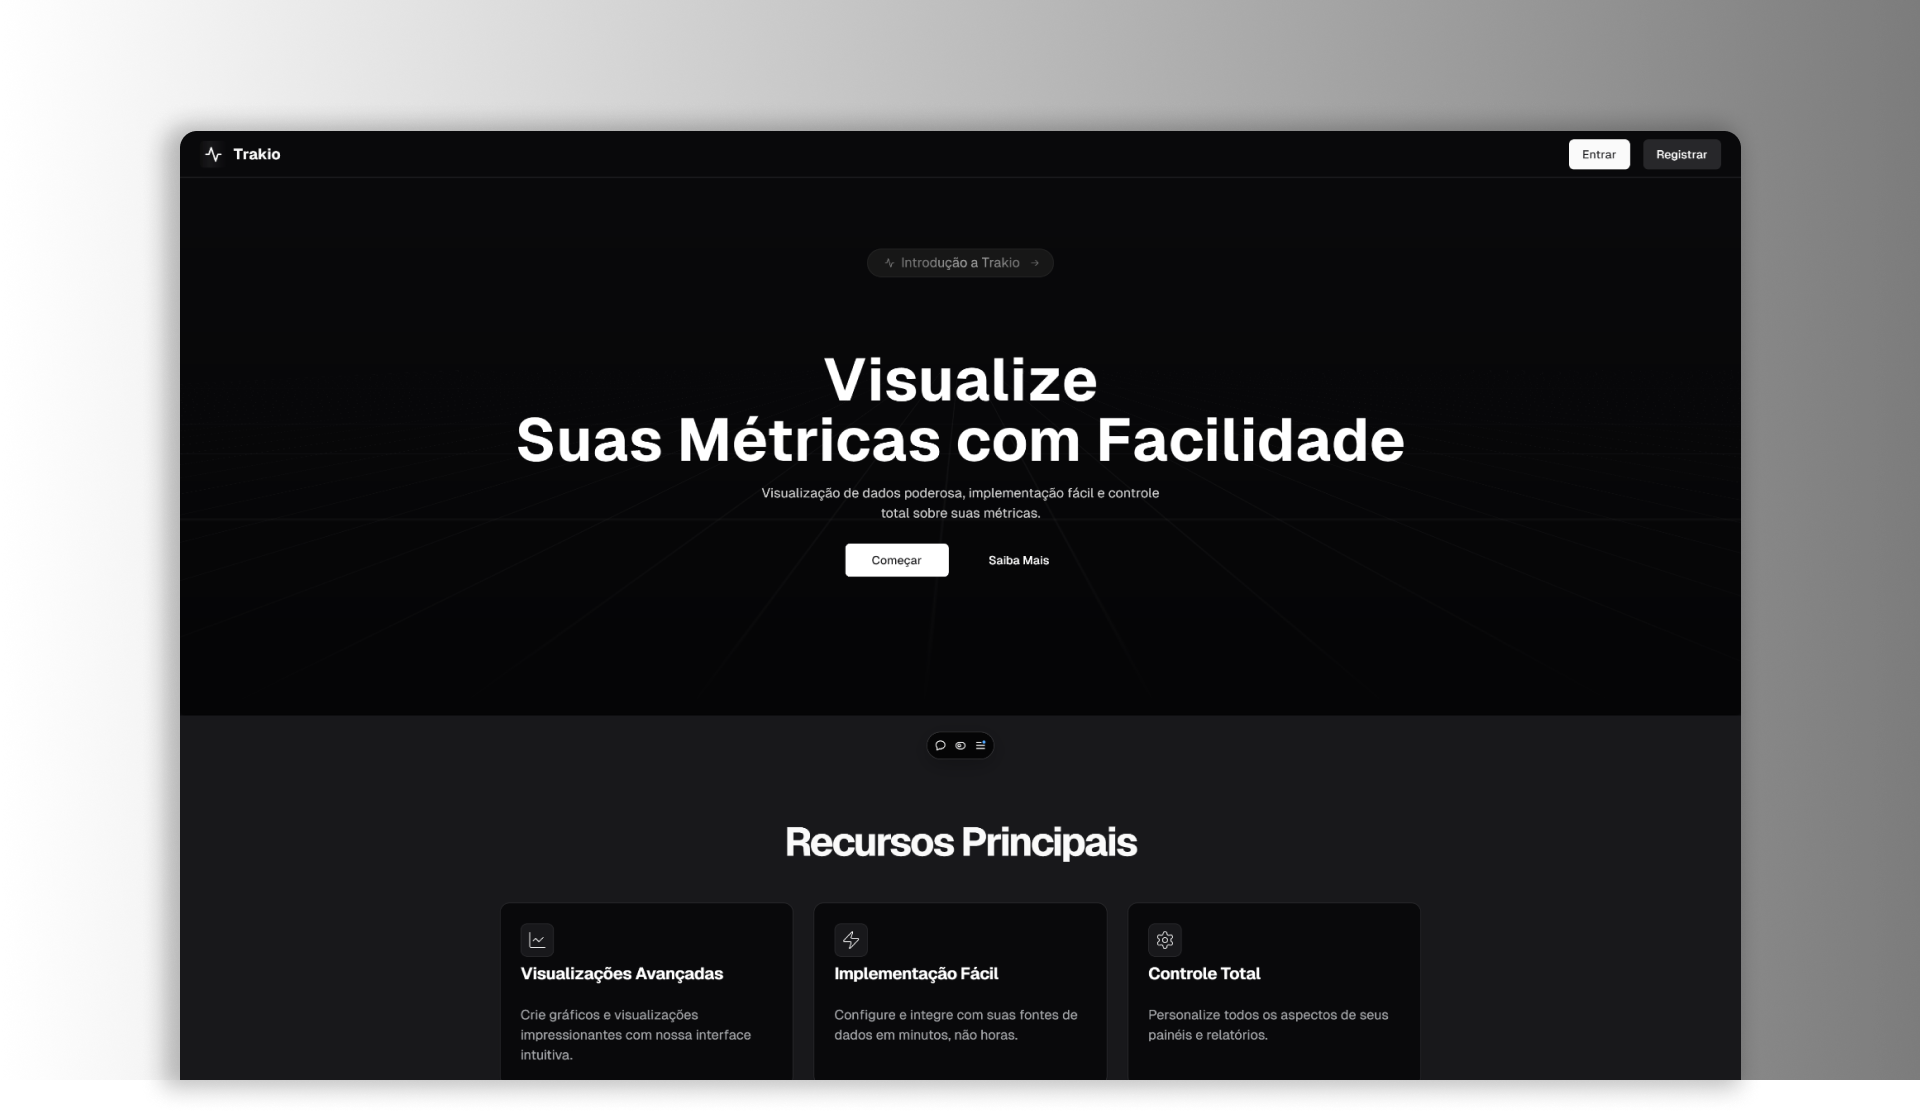 Trakio
Entrar
Registrar
Introdução a Trakio
Visualize
Suas Métricas com Facilidade
Visualização de dados poderosa, implementação fácil e controle
total sobre suas métricas.
Começar
Saiba Mais
Recursos Principais
Visualizações Avançadas
Crie gráficos e visualizações
impressionantes com nossa interface
intuitiva.
Implementação Fácil
Configure e integre com suas fontes de
dados em minutos, não horas.
Controle Total
Personalize todos os aspectos de seus
painéis e relatórios.